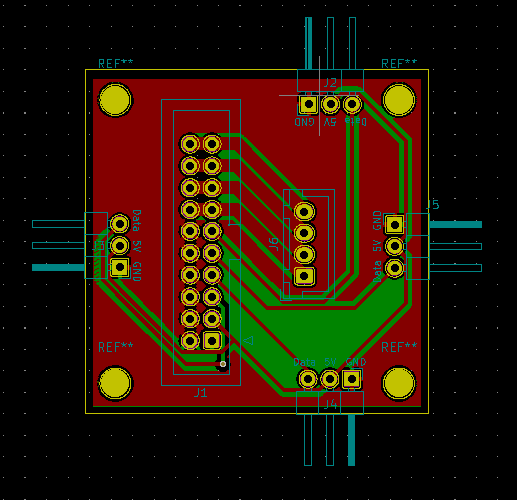 REF**
REF**
J2
GND 5V Data
J5
GND
5V
Data
Data 5V GND
J6
REF**
REF**
Data 5V GND
J1
J4